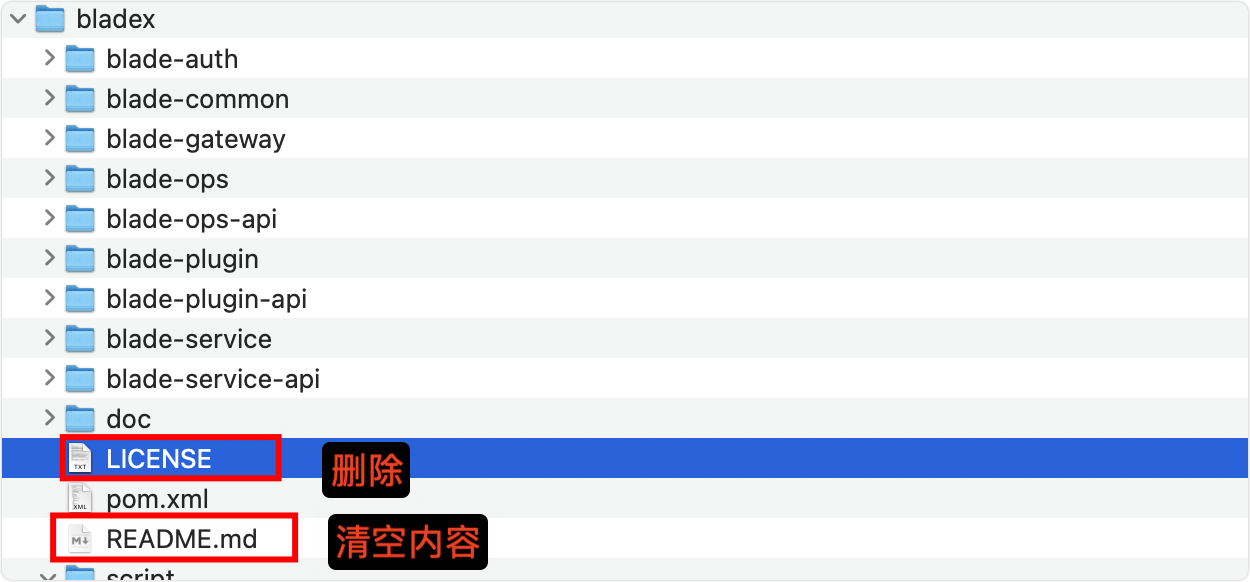 bladex
blade-auth
blade-common
blade-gateway
blade-ops
blade-ops-api
blade-plugin
blade-plugin-api
blade-service
blade-service-api
doc
TXT LICENSE 删除
XML pom.xml
M↓ README.md 清空内容
script